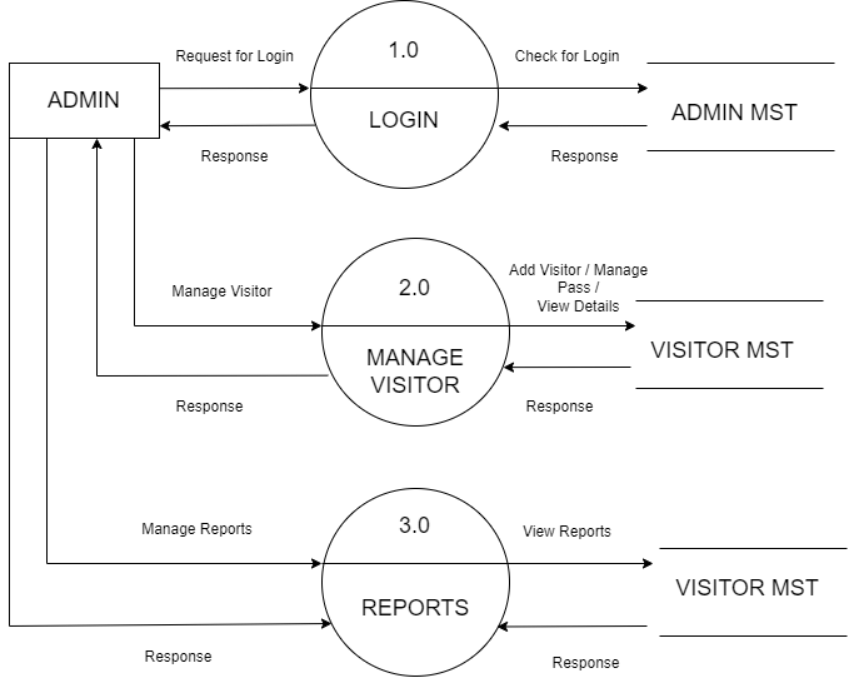 1.0
Request for Login
Check for Login
ADMIN
LOGIN
ADMIN MST
Response
Response
2.0
Manage Visitor
Add Visitor / Manage
Pass /
View Details
MANAGE
VISITOR
VISITOR MST
Response
Response
3.0
Manage Reports
View Reports
REPORTS
VISITOR MST
Response
Response